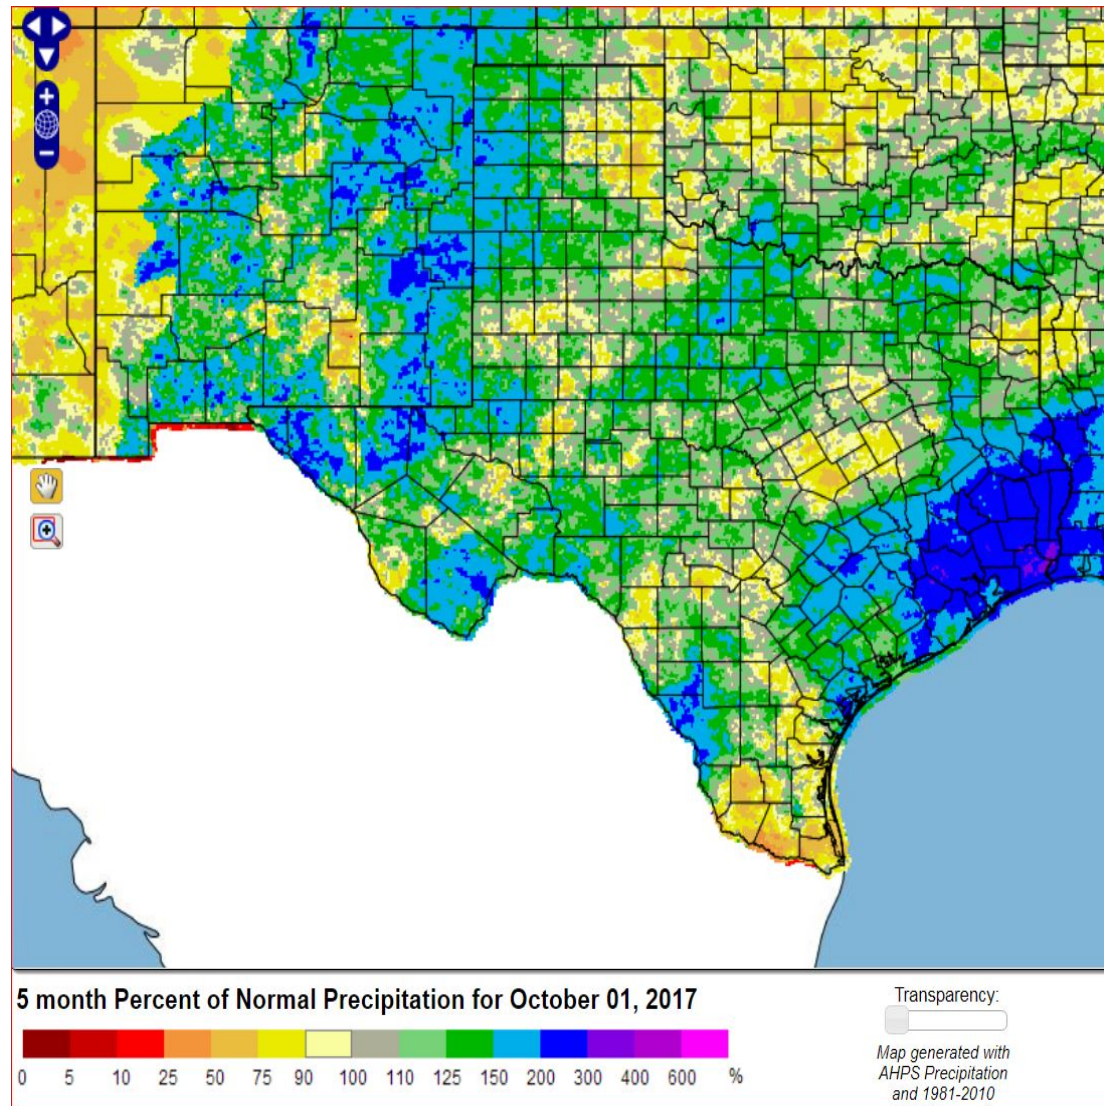 5 month Percent of Normal Precipitation for October 01, 2017
0 5 10 25 50 75 90 100 110 125 150 200 300 400 600 %
Transparency:
Map generated with
AHPS Precipitation
and 1981-2010